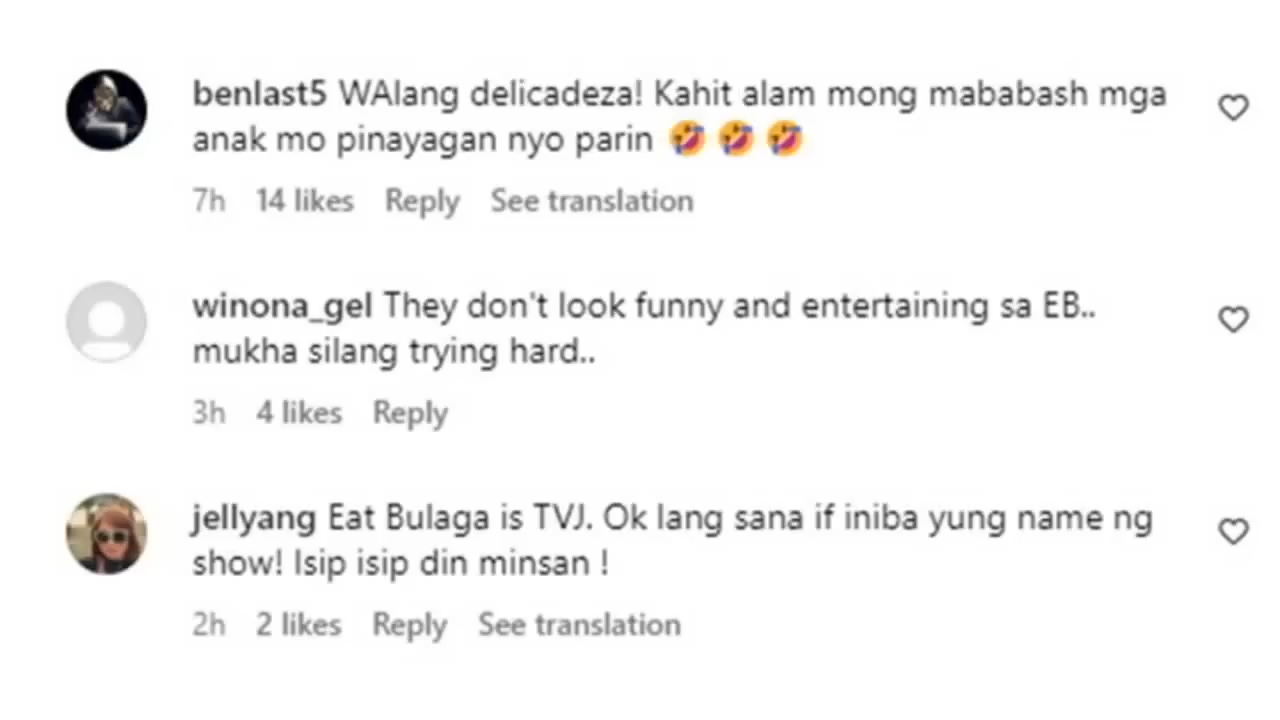 benlast5 WAlang delicadeza! Kahit alam mong mababash mga
anak mo pinayagan nyo parin 🤣🤣🤣
7h 14 likes Reply See translation
winona_gel They don't look funny and entertaining sa EB..
mukha silang trying hard..
3h 4 likes Reply
jellyang Eat Bulaga is TVJ. Ok lang sana if iniba yung name ng
show! Isip isip din minsan !
2h 2 likes Reply See translation